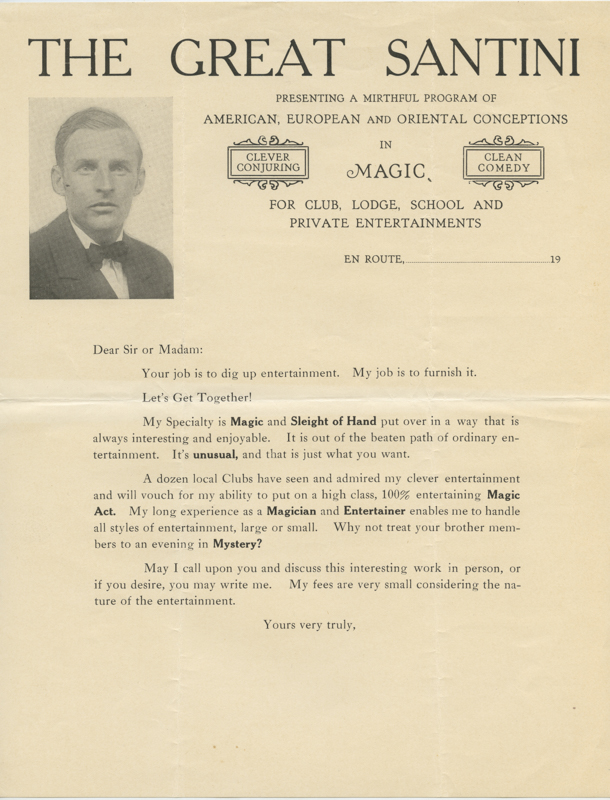 THE GREAT SANTINI
PRESENTING A MIRTHFUL PROGRAM OF
AMERICAN, EUROPEAN AND ORIENTAL CONCEPTIONS
IN
CLEVER
CONJURING
MAGIC
CLEAN
COMEDY
FOR CLUB, LODGE, SCHOOL AND
PRIVATE ENTERTAINMENTS
EN ROUTE, 19
Dear Sir or Madam:
Your job is to dig up entertainment. My job is to furnish it.
Let's Get Together!
My Specialty is Magic and Sleight of Hand put over in a way that is
always interesting and enjoyable. It is out of the beaten path of ordinary en-
tertainment. It's unusual, and that is just what you want.
A dozen local Clubs have seen and admired my clever entertainment
and will vouch for my ability to put on a high class, 100% entertaining Magic
Act. My long experience as a Magician and Entertainer enables me to handle
all styles of entertainment, large or small. Why not treat your brother mem-
bers to an evening in Mystery?
May I call upon you and discuss this interesting work in person, or
if you desire, you may write me. My fees are very small considering the na-
ture of the entertainment.
Yours very truly,